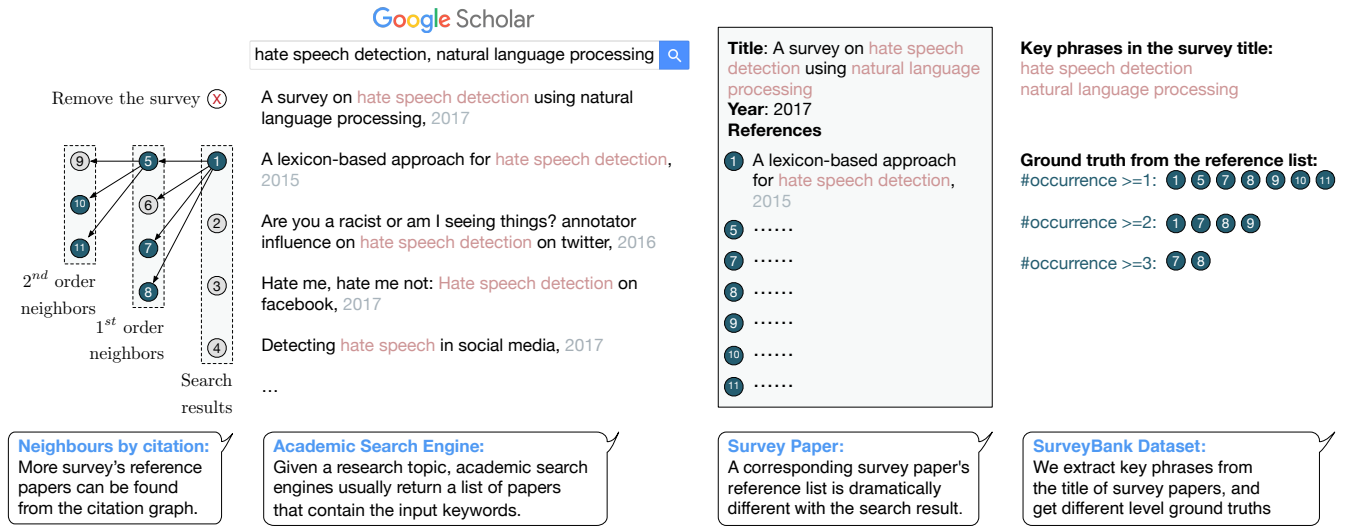 Google Scholar
hate speech detection, natural language processing
Remove the survey X
A survey on hate speech detection using natural
language processing, 2017
9 5 1
A lexicon-based approach for hate speech detection,
2015
10 6 2
Are you a racist or am I seeing things? annotator
influence on hate speech detection on twitter, 2016
11 7
2nd order
neighbors
8 3
Hate me, hate me not: Hate speech detection on
facebook, 2017
1st order
neighbors
4
Detecting hate speech in social media, 2017
Search
results
...
Title: A survey on hate speech
detection using natural language
processing
Year: 2017
References
1 A lexicon-based approach
for hate speech detection,
2015
5 ......
7 ......
8 ......
9 ......
10 ......
11 ......
Key phrases in the survey title:
hate speech detection
natural language processing
Ground truth from the reference list:
#occurrence >=1: 1 5 7 8 9 10 11
#occurrence >=2: 1 7 8 9
#occurrence >=3: 7 8
Neighbours by citation:
More survey's reference
papers can be found
from the citation graph.
Academic Search Engine:
Given a research topic, academic search
engines usually return a list of papers
that contain the input keywords.
Survey Paper:
A corresponding survey paper's
reference list is dramatically
different with the search result.
SurveyBank Dataset:
We extract key phrases from
the title of survey papers, and
get different level ground truths